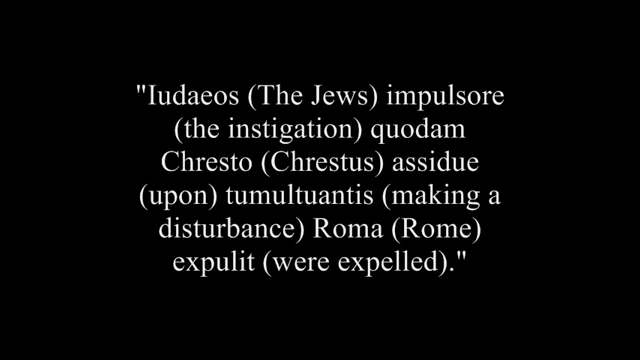 "Iudaeos (The Jews) impulsore
(the instigation) quodam
Chresto (Chrestus) assidue
(upon) tumultuantis (making a
disturbance) Roma (Rome)
expulit (were expelled)."